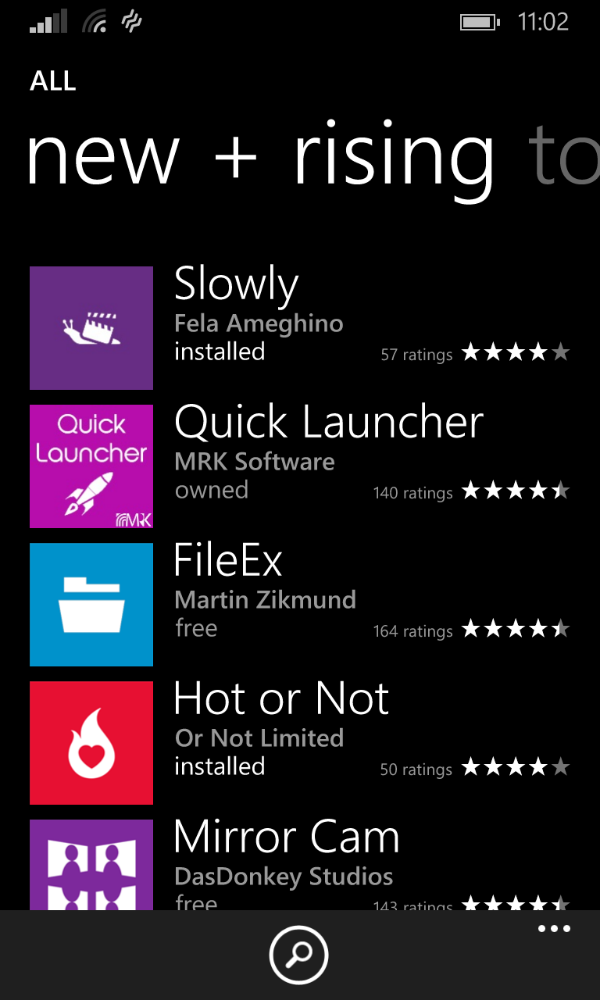 11:02
ALL
new + rising to
Slowly
Fela Ameghino
installed
57 ratings
Quick
Launcher
MRK
Quick Launcher
MRK Software
owned
140 ratings
FileEx
Martin Zikmund
free
164 ratings
Hot or Not
Or Not Limited
installed
50 ratings
Mirror Cam
DasDonkey Studios
free
143 ratings